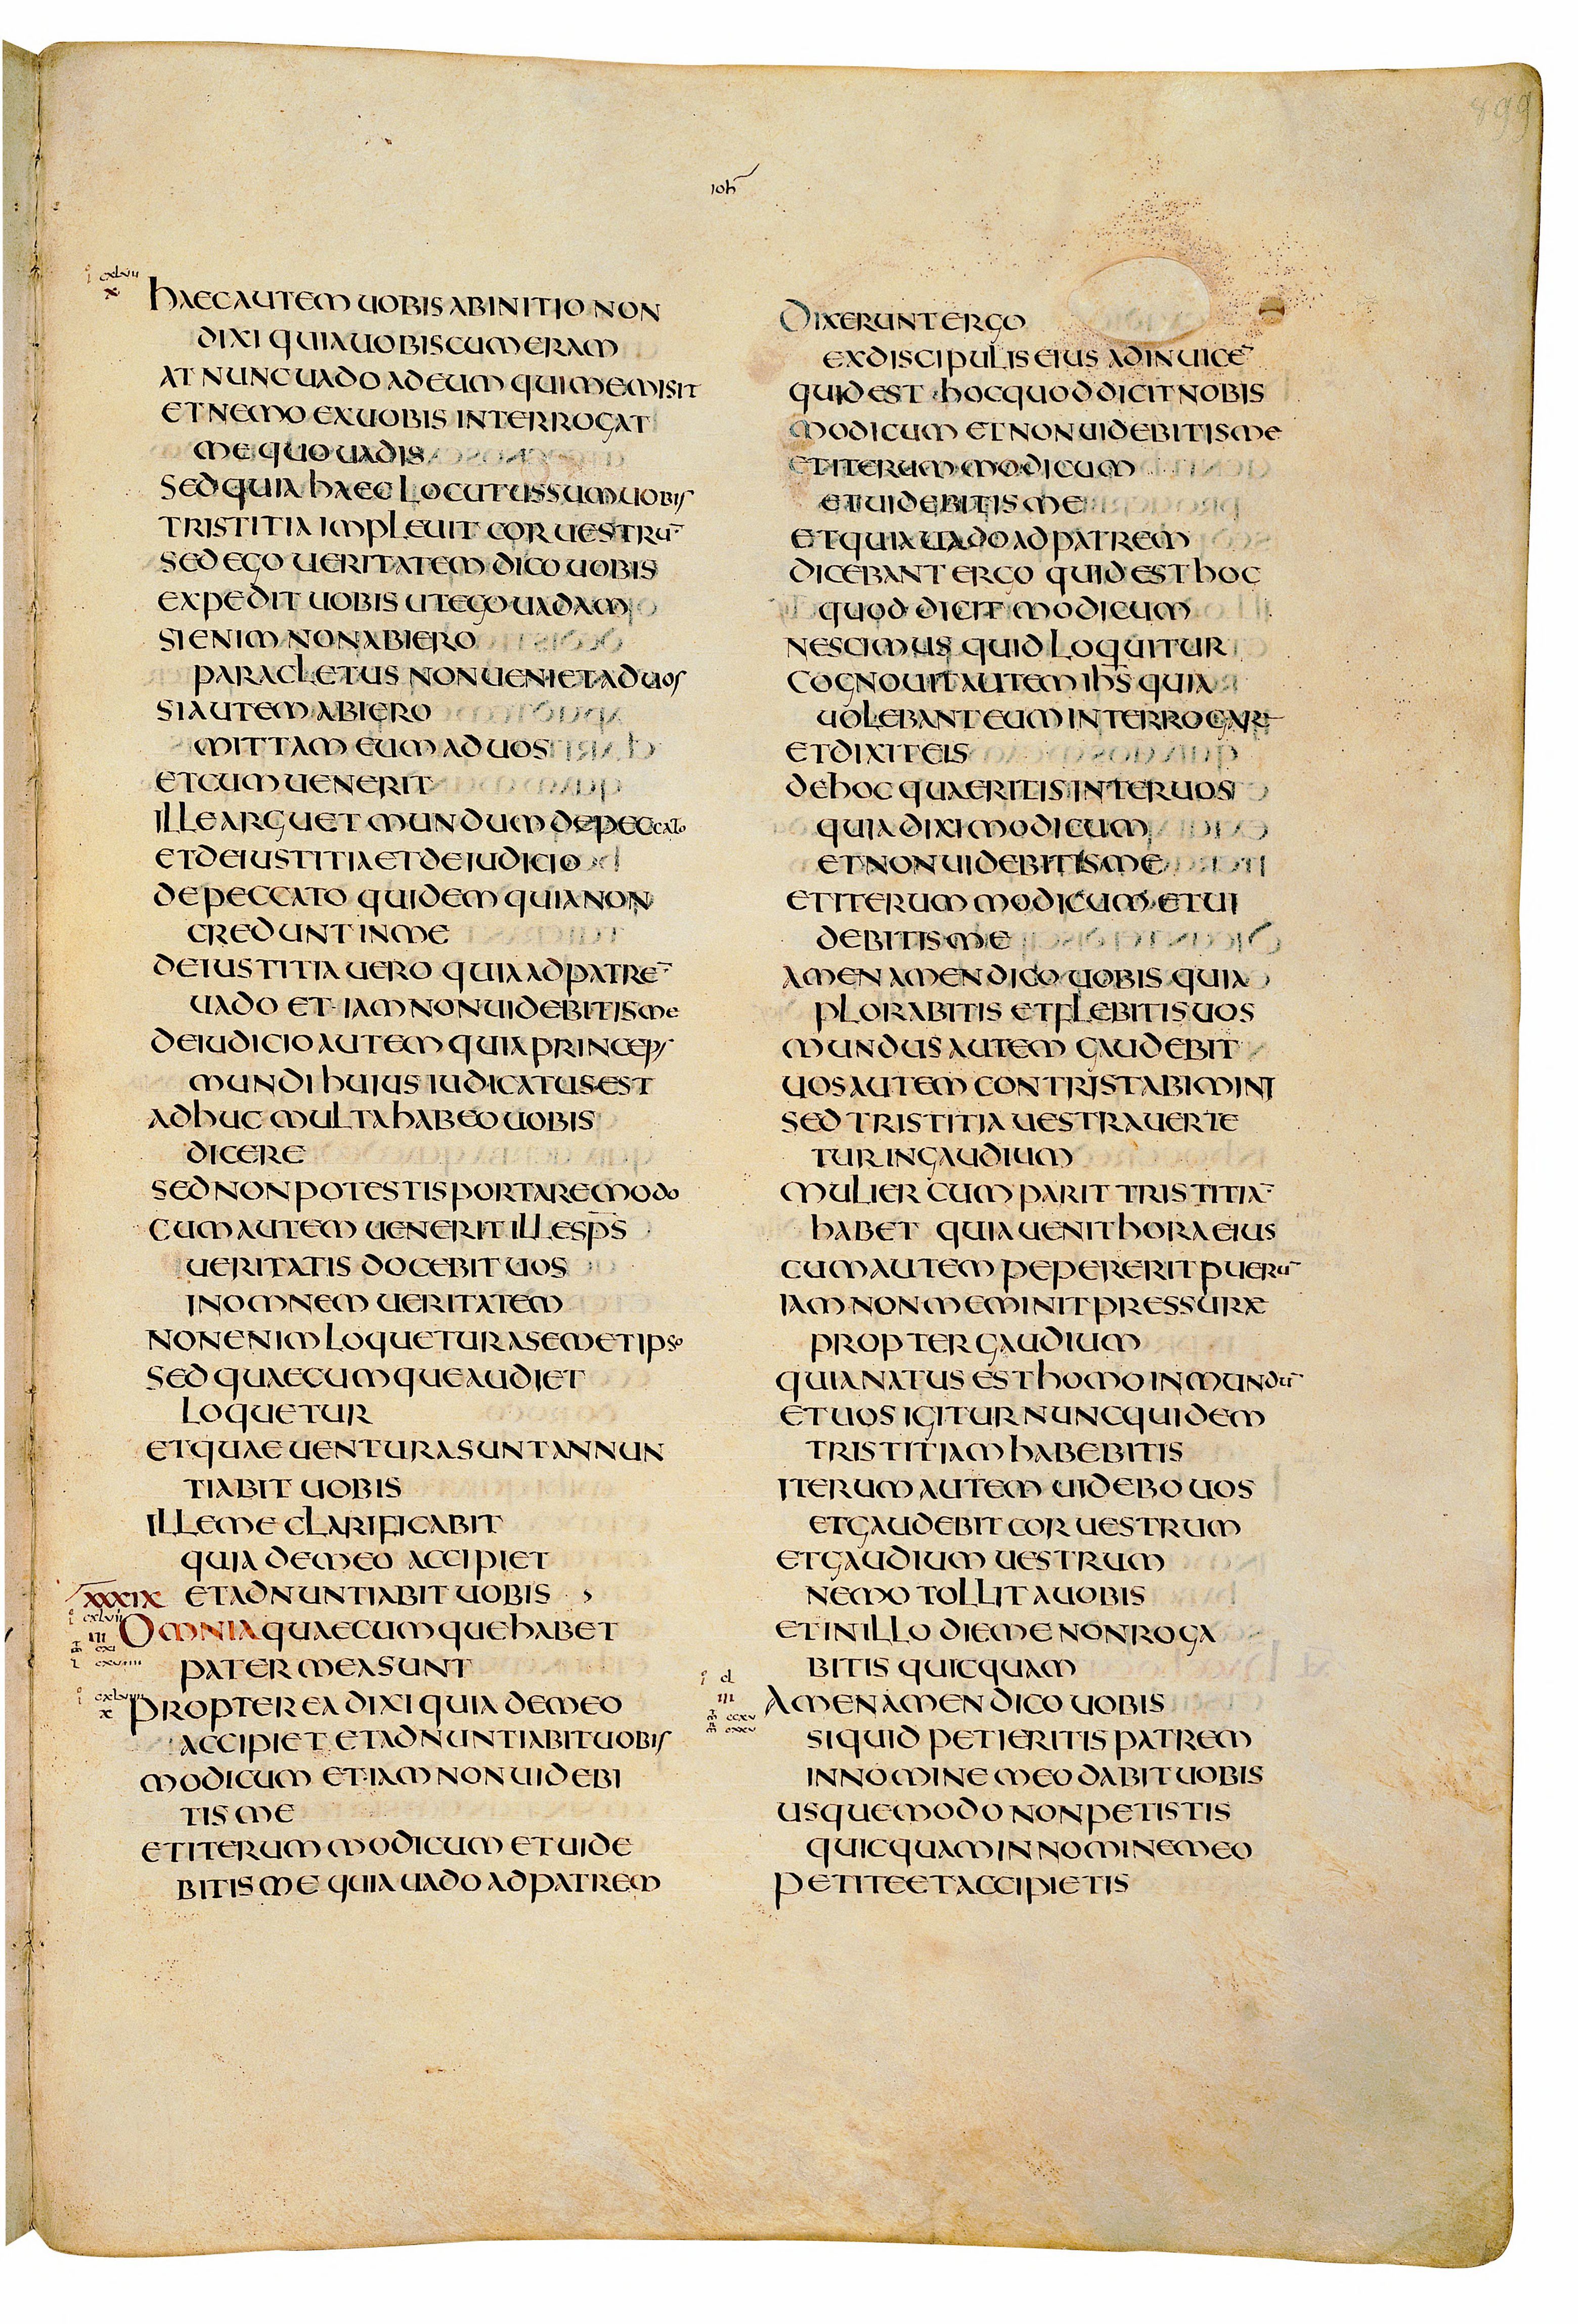 899
ioh̅
i cxlvii
x
haec autem uobis ab initio non
dixi quia uobiscum eram
at nunc uado ad eum qui me misit
et nemo ex uobis interrogat
me quo uadis
sed quia haec locutus sum uobis
tristitia impleuit cor uestrū
sed ego ueritatem dico uobis
expedit uobis ut ego uadam
si enim non abiero
paracletus non ueniet ad uos
si autem abiero
mittam eum ad uos
et cum uenerit
ille arguet mundum de peccato
et de iustitia et de iudicio
de peccato quidem quia non
credunt in me
de iustitia uero quia ad patrē
uado et iam non uidebitis me
de iudicio autem quia princeps
mundi huius iudicatus est
adhuc multa habeo uobis
dicere
sed non potestis portare modo
cum autem uenerit ille sp̅s
ueritatis docebit uos
in omnem ueritatem
non enim loquetur a semet ipso
sed quaecumque audiet
loquetur
et quae uentura sunt annun
tiabit uobis
ille me clarificabit
quia de meo accipiet
xxxix et adnuntiabit uobis
i cxlviii
iii
Omnia quaecumque habet
pater mea sunt
i cxlviiii
x
propterea dixi quia de meo
accipiet et adnuntiabit uobis
modicum et iam non uidebi
tis me
et iterum modicum et uide
bitis me quia uado ad patrem
Dixerunt ergo
ex discipulis eius ad inuicē
quid est hoc quod dicit nobis
modicum et non uidebitis me
et iterum modicum
et uidebitis me
et quia uado ad patrem
dicebant ergo quid est hoc
quod dicit modicum
nescimus quid loquitur
cognouit autem ih̅s quia
uolebant eum interrogare
et dixit eis
de hoc quaeritis inter uos
quia dixi modicum
et non uidebitis me
et iterum modicum et ui
debitis me
amen amen dico uobis quia
plorabitis et flebitis uos
mundus autem gaudebit
uos autem contristabimini
sed tristitia uestra uerte
tur in gaudium
mulier cum parit tristitiā
habet quia uenit hora eius
cum autem pepererit puerū
iam non meminit pressuræ
propter gaudium
quia natus est homo in mundū
et uos igitur nunc quidem
tristitiam habebitis
iterum autem uidebo uos
et gaudebit cor uestrum
et gaudium uestrum
nemo tollit a uobis
et in illo die me non roga
bitis quicquam
i cl
iii
m ccxv
m cxxv
Amen amen dico uobis
si quid petieritis patrem
in nomine meo dabit uobis
usque modo non petistis
quicquam in nomine meo
petite et accipietis